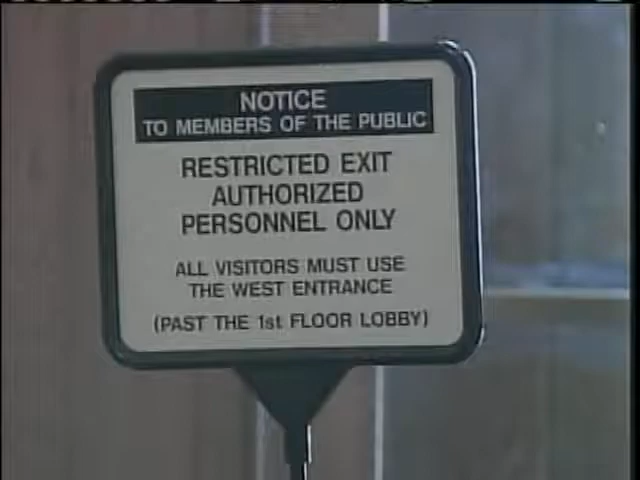 NOTICE
TO MEMBERS OF THE PUBLIC
RESTRICTED EXIT
AUTHORIZED
PERSONNEL ONLY
ALL VISITORS MUST USE
THE WEST ENTRANCE
(PAST THE 1st FLOOR LOBBY)